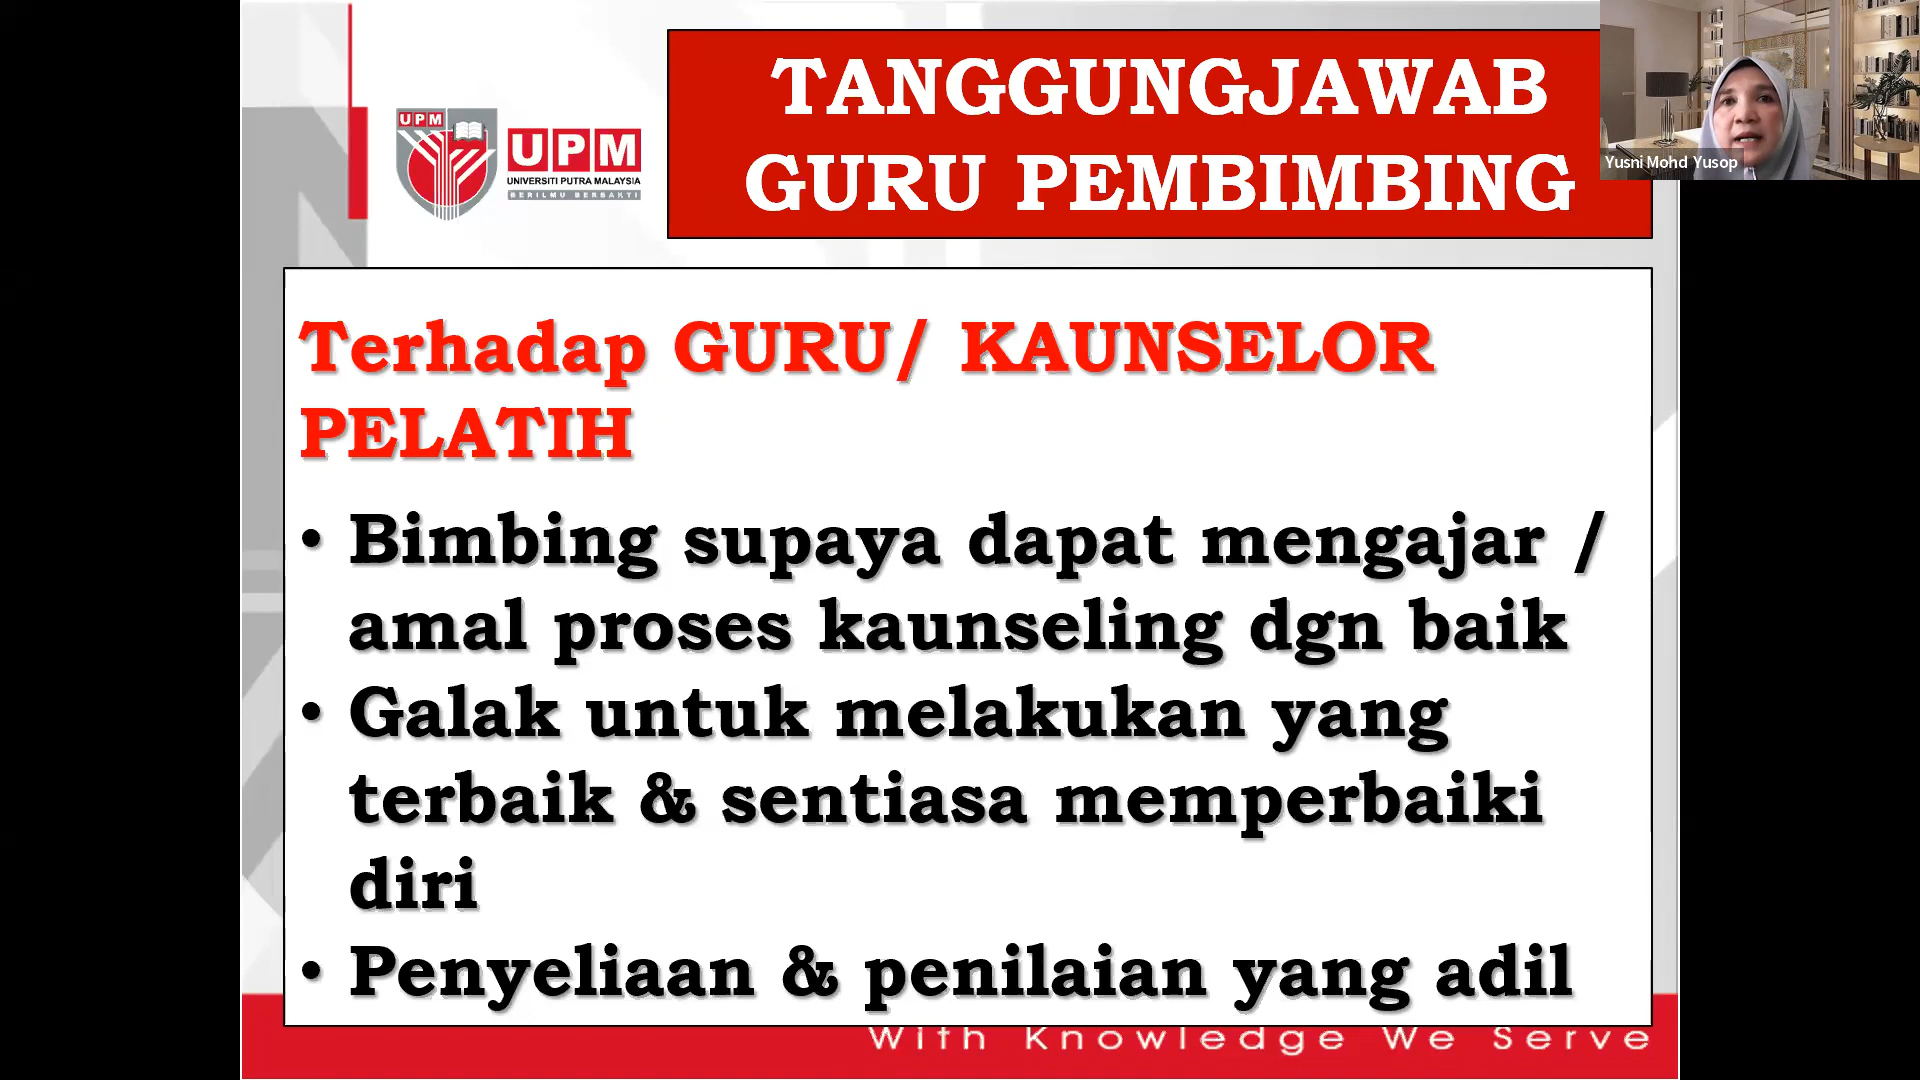 TANGGUNGJAWAB
GURU PEMBIMBING
Yusni Mohd Yusop
UPM
UPM
UNIVERSITI PUTRA MALAYSIA
BERILMU BERBAKTI
Terhadap GURU/ KAUNSELOR
PELATIH
• Bimbing supaya dapat mengajar /
amal proses kaunseling dgn baik
• Galak untuk melakukan yang
terbaik & sentiasa memperbaiki
diri
• Penyeliaan & penilaian yang adil
With Knowledge We Serve